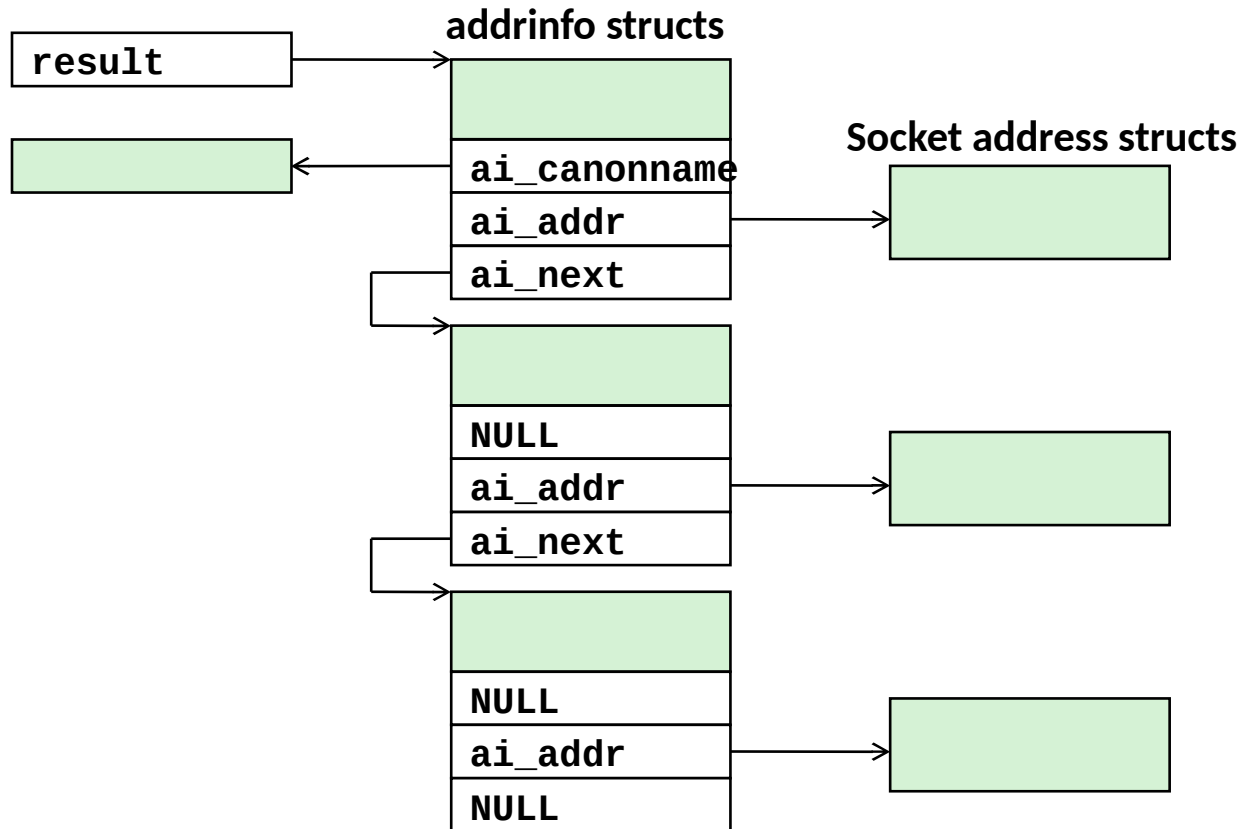 addrinfo structs
result
Socket address structs
ai_canonname
ai_addr
ai_next
NULL
ai_addr
ai_next
NULL
ai_addr
NULL